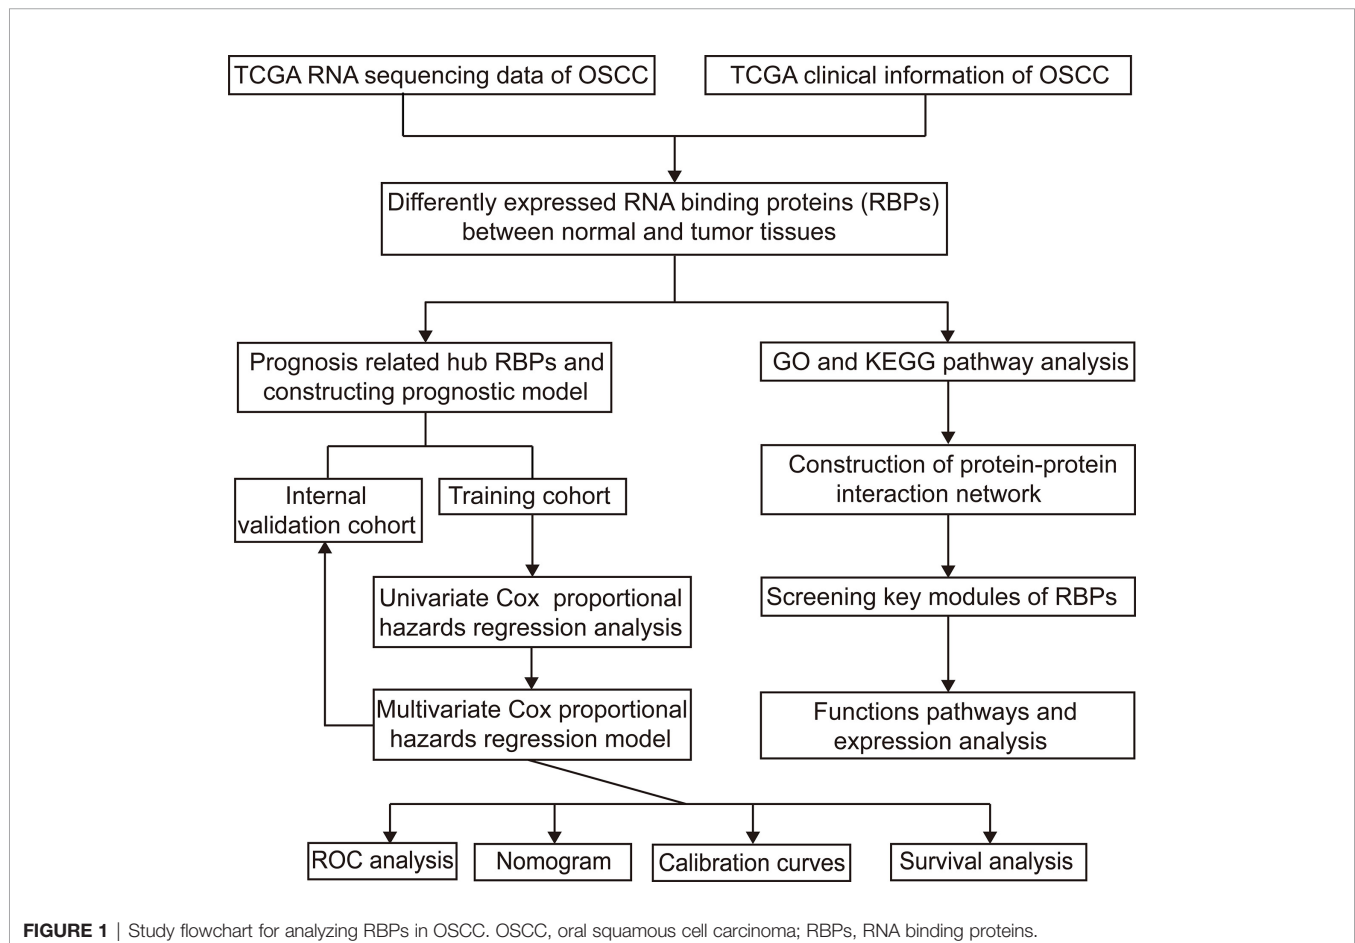 TCGA RNA sequencing data of OSCC
TCGA clinical information of OSCC
Differently expressed RNA binding proteins (RBPs)
between normal and tumor tissues
Prognosis related hub RBPs and
constructing prognostic model
GO and KEGG pathway analysis
Internal
validation cohort
Training cohort
Construction of protein-protein
interaction network
Univariate Cox proportional
hazards regression analysis
Screening key modules of RBPs
Multivariate Cox proportional
hazards regression model
Functions pathways and
expression analysis
ROC analysis
Nomogram
Calibration curves
Survival analysis
FIGURE 1 | Study flowchart for analyzing RBPs in OSCC. OSCC, oral squamous cell carcinoma; RBPs, RNA binding proteins.